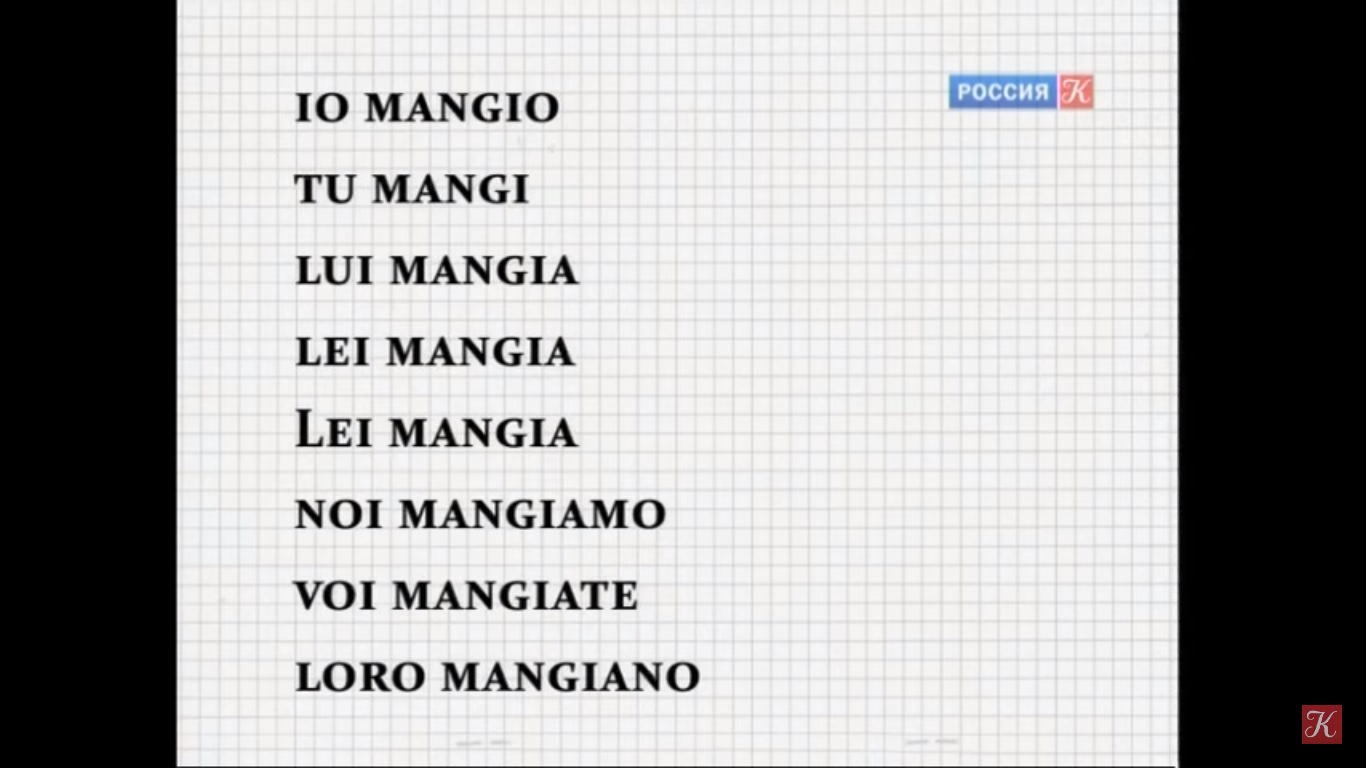 IO MANGIO
РОССИЯ К
TU MANGI
LUI MANGIA
LEI MANGIA
LEI MANGIA
NOI MANGIAMO
VOI MANGIATE
LORO MANGIANO
К